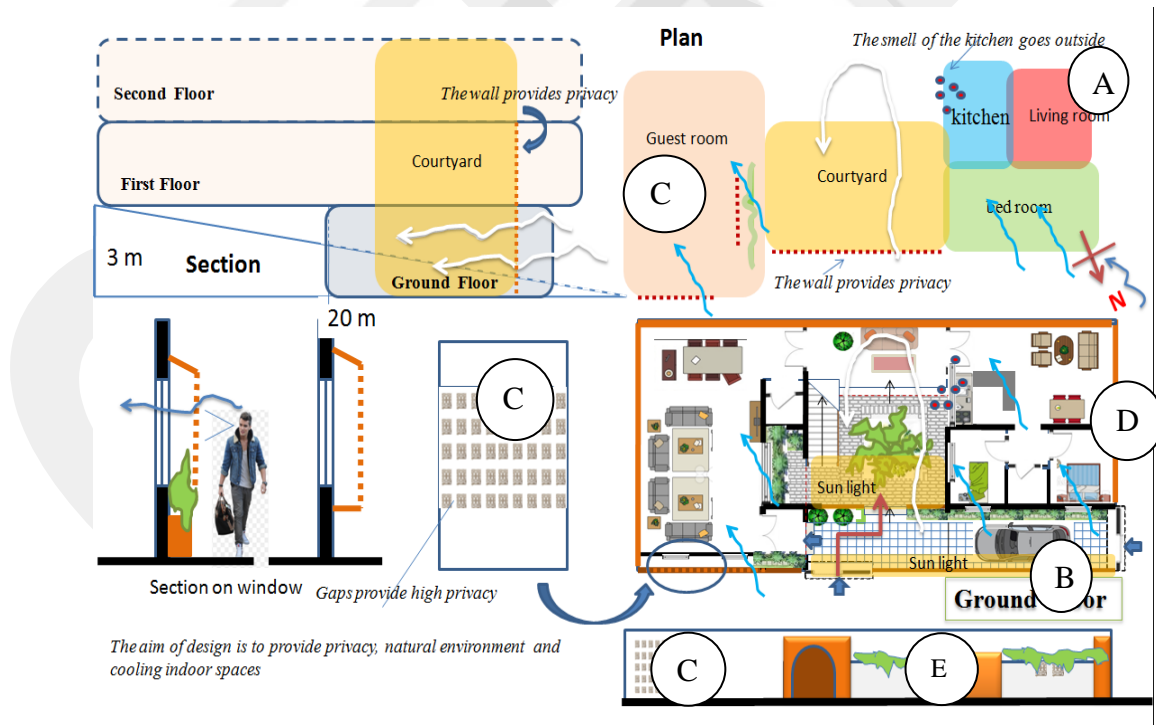 Plan
The smell of the kitchen goes outside
A
Second Floor
The wall provides privacy
kitchen
Living room
Guest room
Courtyard
Courtyard
First Floor
C
bed room
3 m
Section
Ground Floor
The wall provides privacy
N
20 m
C
D
Sun light
Sun light
B
Section on window
Gaps provide high privacy
Ground
or
The aim of design is to provide privacy, natural environment and
cooling indoor spaces
C
E